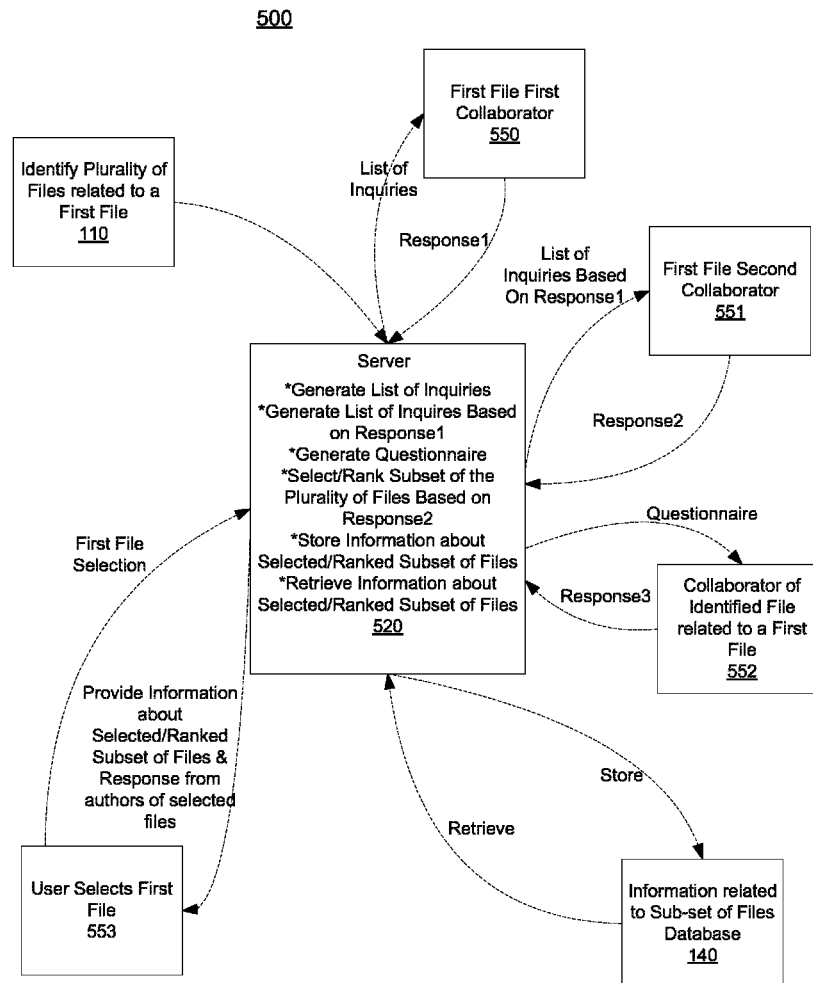 500
First File First
Collaborator
550
Identify Plurality of
Files related to a
First File
110
List of
Inquiries
Response1
List of
Inquiries Based
On Response1
First File Second
Collaborator
551
Response2
Server
*Generate List of Inquiries
*Generate List of Inquires Based
on Response1
*Generate Questionnaire
*Select/Rank Subset of the
Plurality of Files Based on
Response2
*Store Information about
Selected/Ranked Subset of Files
*Retrieve Information about
Selected/Ranked Subset of Files
520
First File
Selection
Questionnaire
Response3
Collaborator of
Identified File
related to a First
File
552
Provide Information
about
Selected/Ranked
Subset of Files &
Response from
authors of selected
files
Store
Retrieve
User Selects First
File
553
Information related
to Sub-set of Files
Database
140